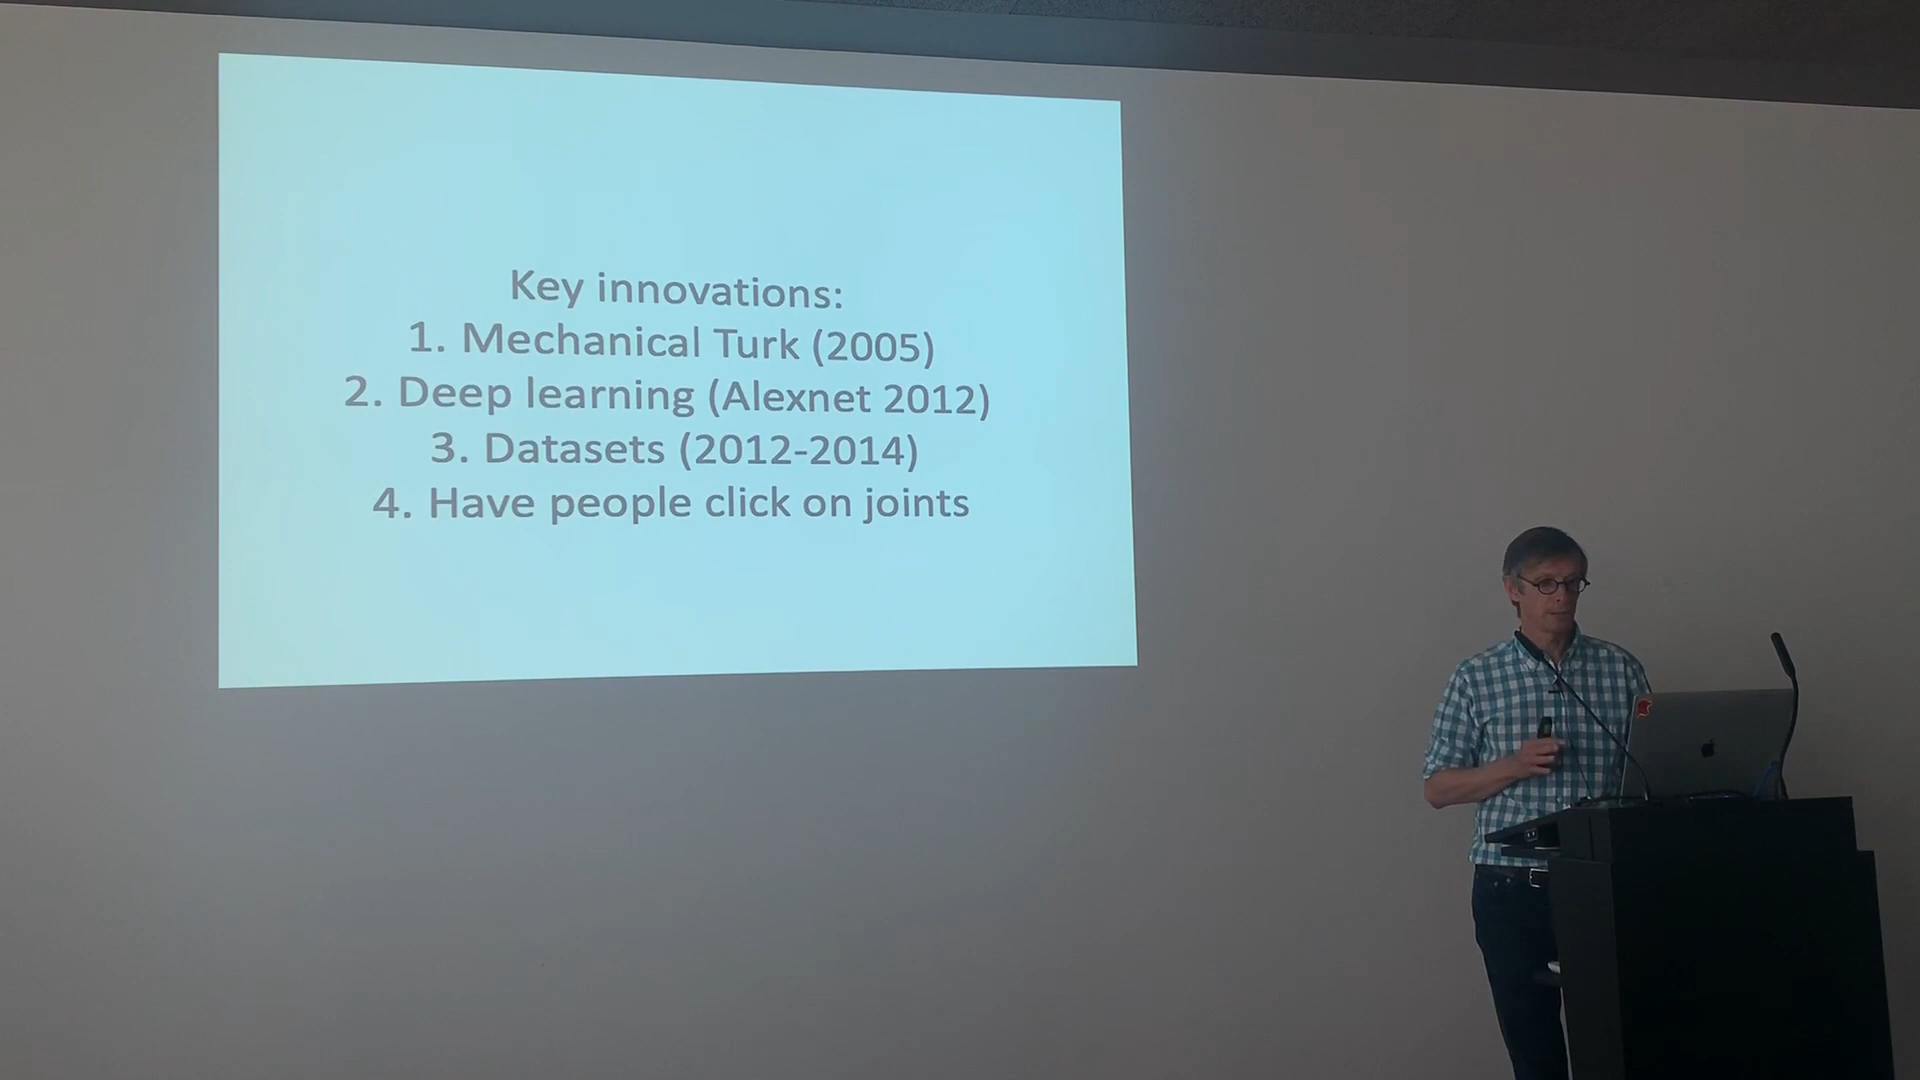 Key innovations:
1. Mechanical Turk (2005)
2. Deep learning (Alexnet 2012)
3. Datasets (2012-2014)
4. Have people click on joints